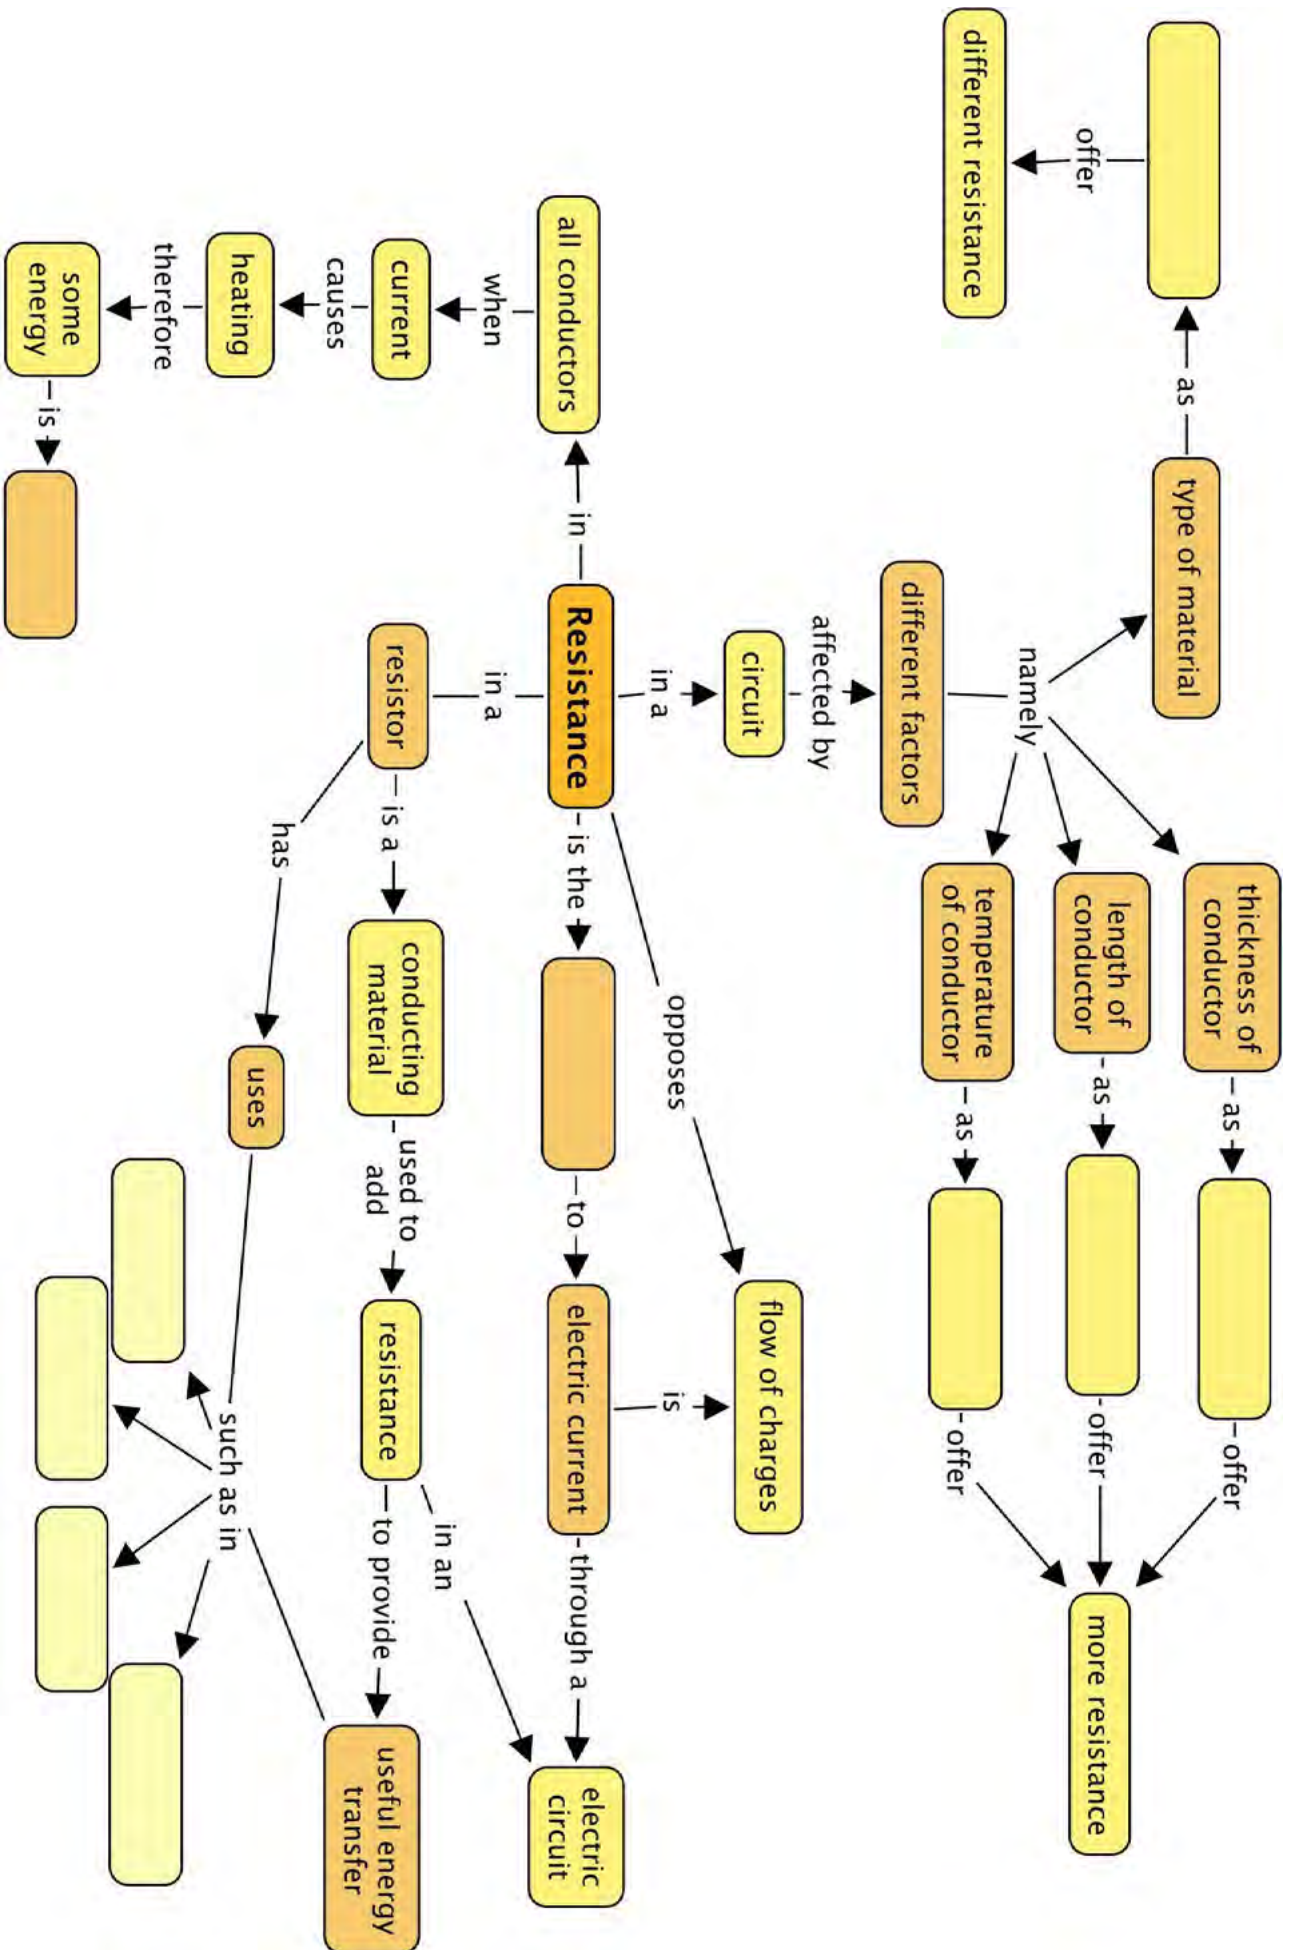 more resistance
offer
offer
offer
as
as
as
thickness of
conductor
length of
conductor
temperature
of conductor
namely
type of material
as
offer
different resistance
different factors
affected by
circuit
in a
flow of charges
is
opposes
Resistance
is the
to
electric current
through a
electric
circuit
in
all conductors
when
current
causes
heating
therefore
some
energy
is
in a
resistor
is a
conducting
material
used to
add
resistance
in an
to provide
useful energy
transfer
has
uses
such as in